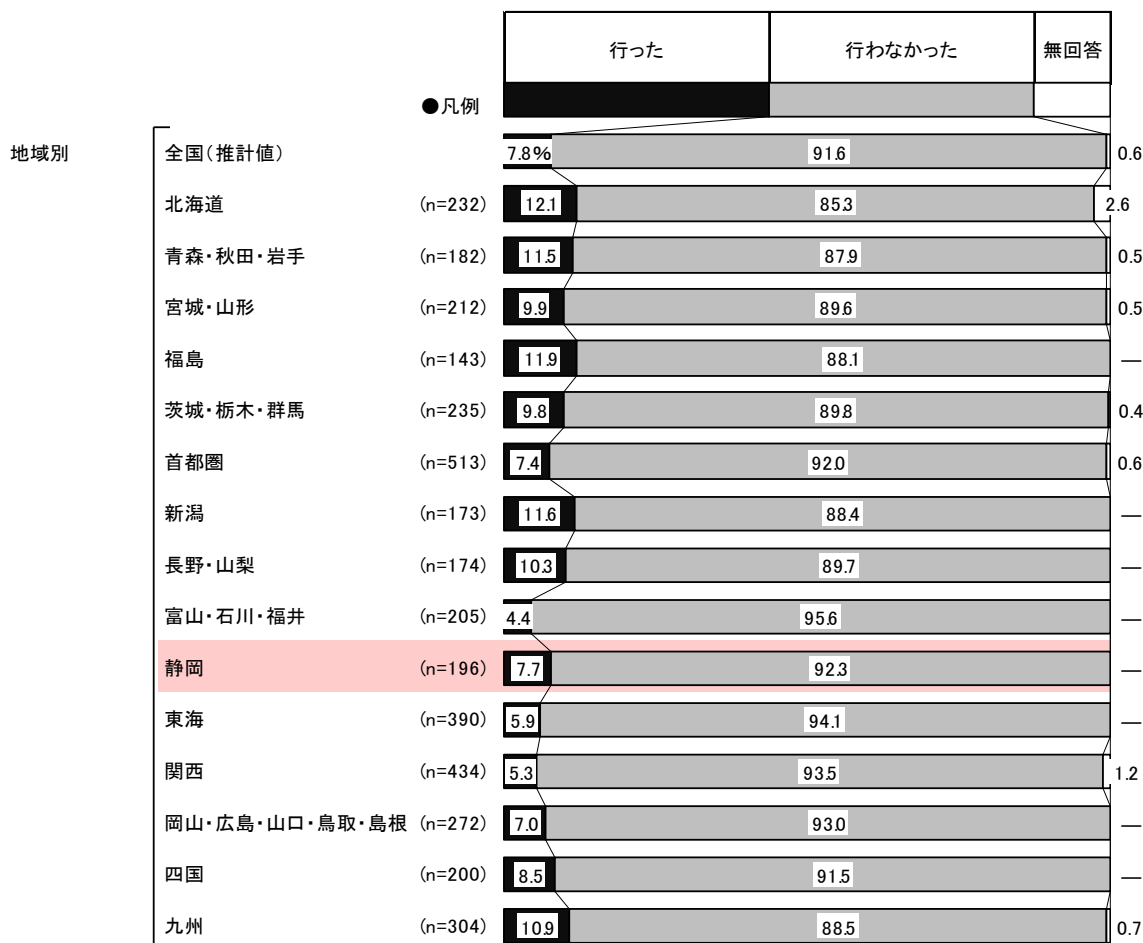 行った 行わなかった 無回答
●凡例
地域別 全国(推計値) 7.8% 91.6 0.6
北海道 (n=232) 12.1 85.3 2.6
青森・秋田・岩手 (n=182) 11.5 87.9 0.5
宮城・山形 (n=212) 9.9 89.6 0.5
福島 (n=143) 11.9 88.1 —
茨城・栃木・群馬 (n=235) 9.8 89.8 0.4
首都圏 (n=513) 7.4 92.0 0.6
新潟 (n=173) 11.6 88.4 —
長野・山梨 (n=174) 10.3 89.7 —
富山・石川・福井 (n=205) 4.4 95.6 —
静岡 (n=196) 7.7 92.3 —
東海 (n=390) 5.9 94.1 —
関西 (n=434) 5.3 93.5 1.2
岡山・広島・山口・鳥取・島根 (n=272) 7.0 93.0 —
四国 (n=200) 8.5 91.5 —
九州 (n=304) 10.9 88.5 0.7